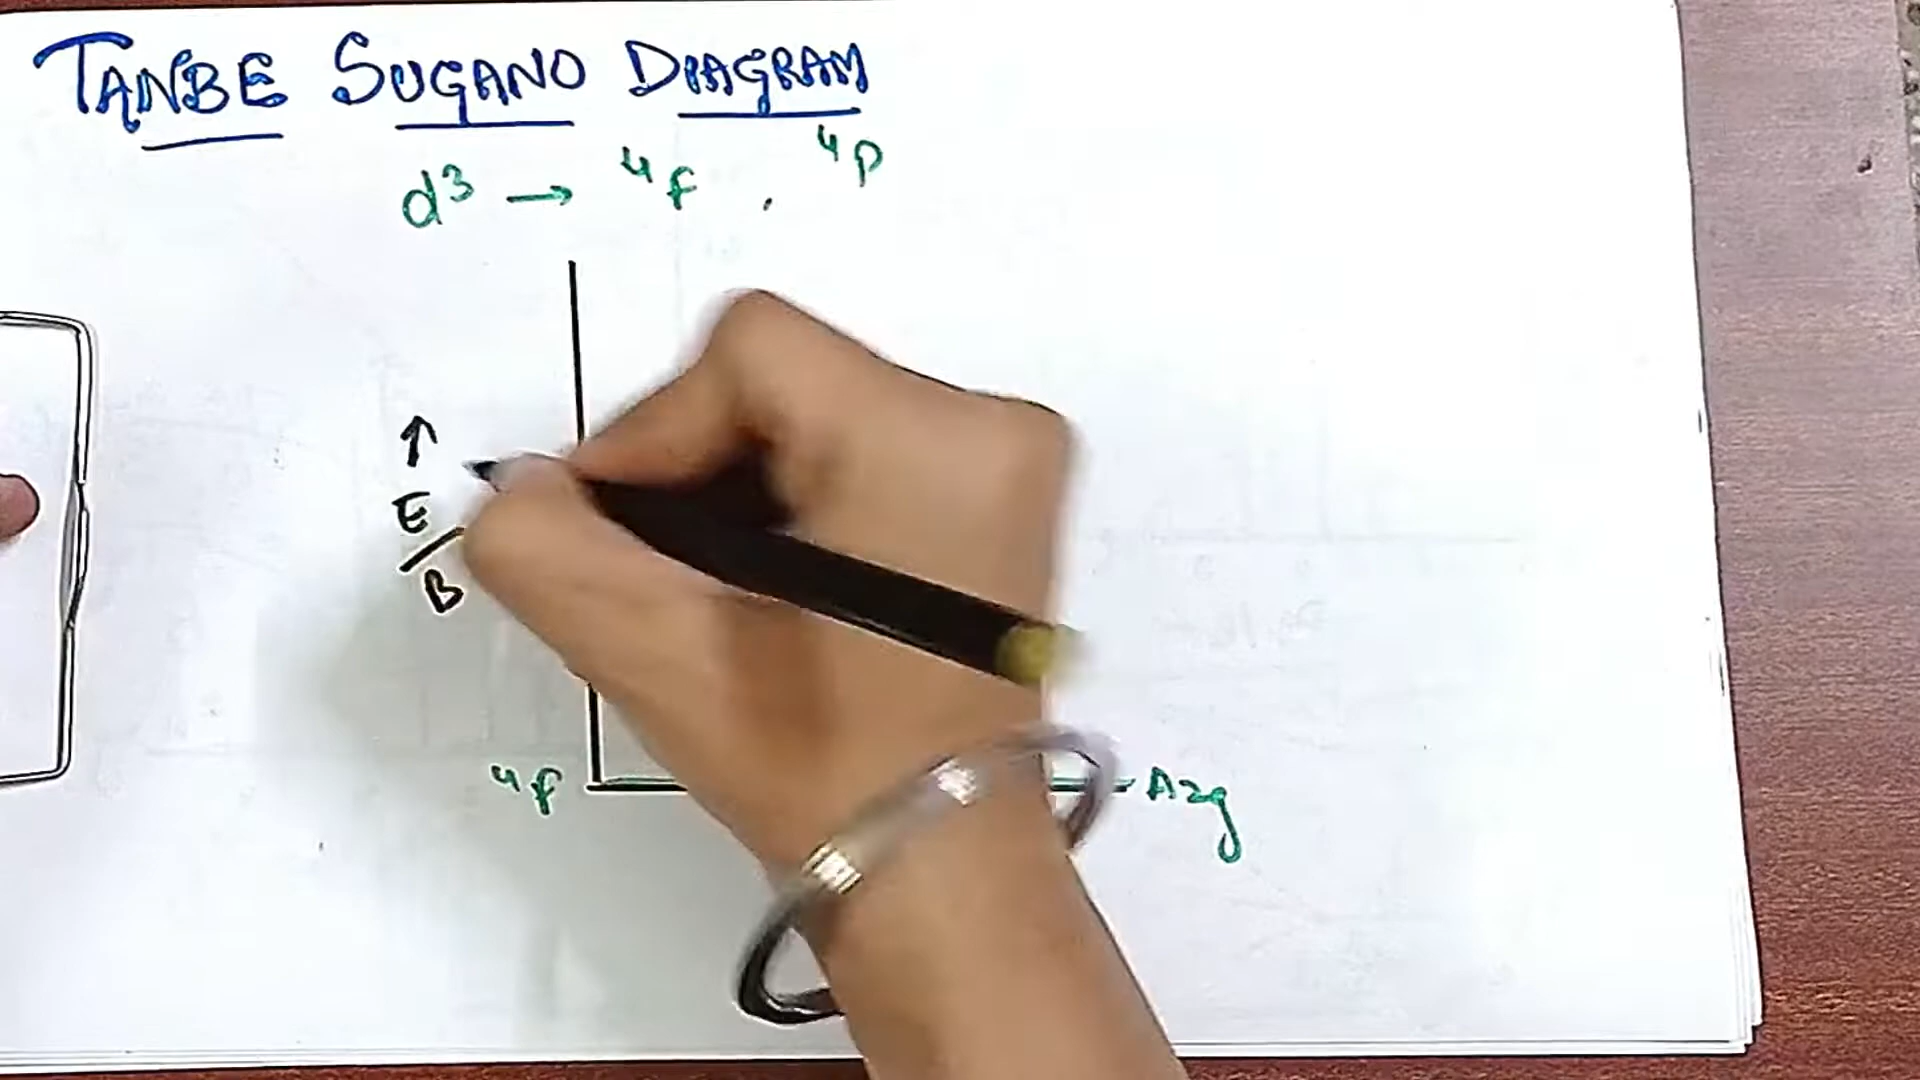 TANBE SUGANO DIAGRAM
d³ → ⁴f , ⁴p
↑
E
B
⁴f A2g